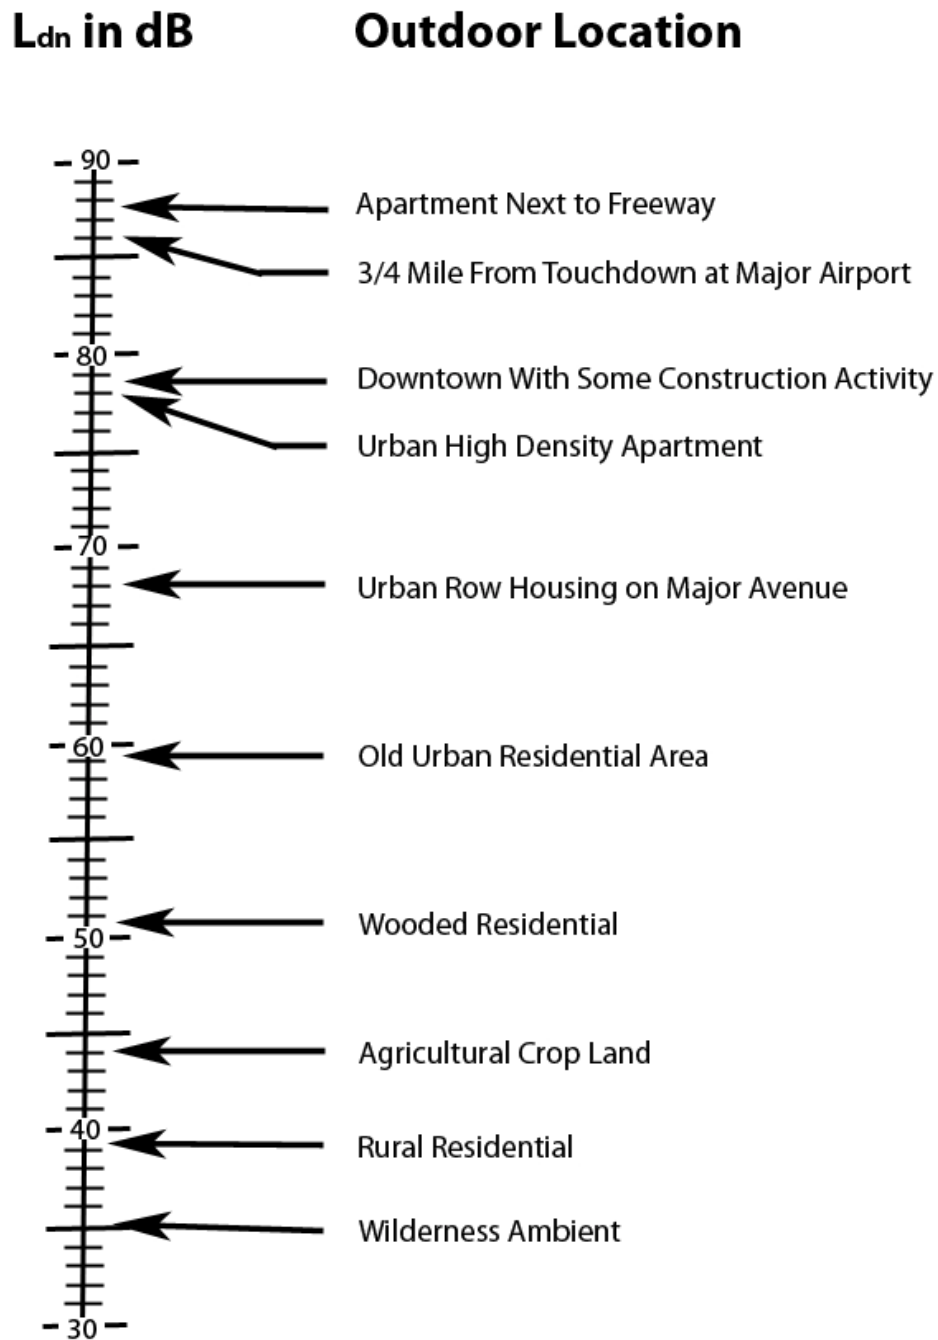 Ldn in dB Outdoor Location
90
Apartment Next to Freeway
3/4 Mile From Touchdown at Major Airport
80
Downtown With Some Construction Activity
Urban High Density Apartment
70
Urban Row Housing on Major Avenue
60
Old Urban Residential Area
Wooded Residential
50
Agricultural Crop Land
40
Rural Residential
Wilderness Ambient
30